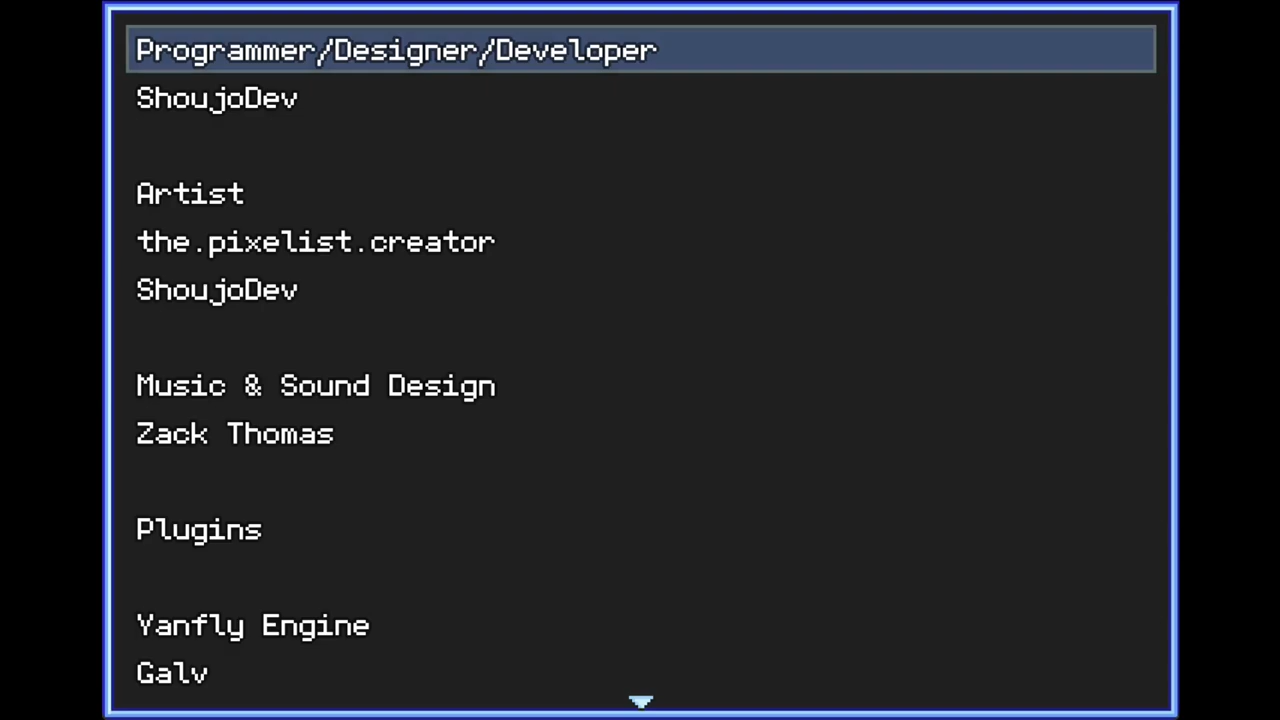 Programmer/Designer/Developer
ShoujoDev
Artist
the.pixelist.creator
ShoujoDev
Music & Sound Design
Zack Thomas
Plugins
Yanfly Engine
Galv